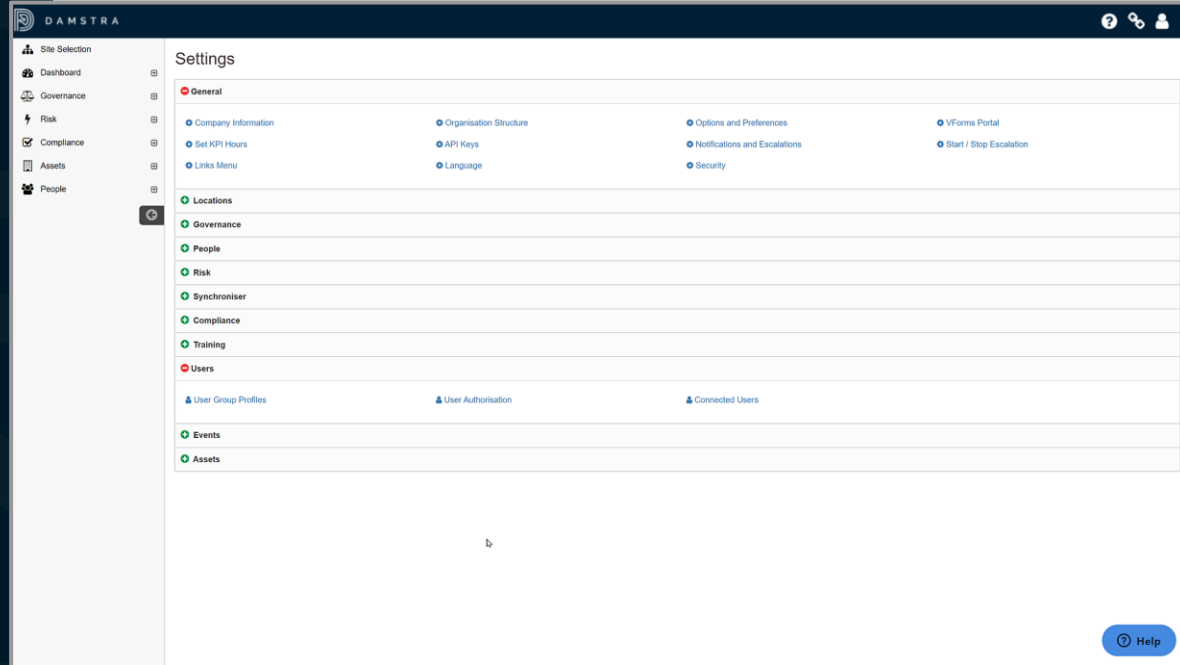 DAMSTRA
Site Selection
Dashboard
Governance
Risk
Compliance
Assets
People
Settings
General
Company Information
Organisation Structure
Options and Preferences
VForms Portal
Set KPI Hours
API Keys
Notifications and Escalations
Start / Stop Escalation
Links Menu
Language
Security
Locations
Governance
People
Risk
Synchroniser
Compliance
Training
Users
User Group Profiles
User Authorisation
Connected Users
Events
Assets
Help